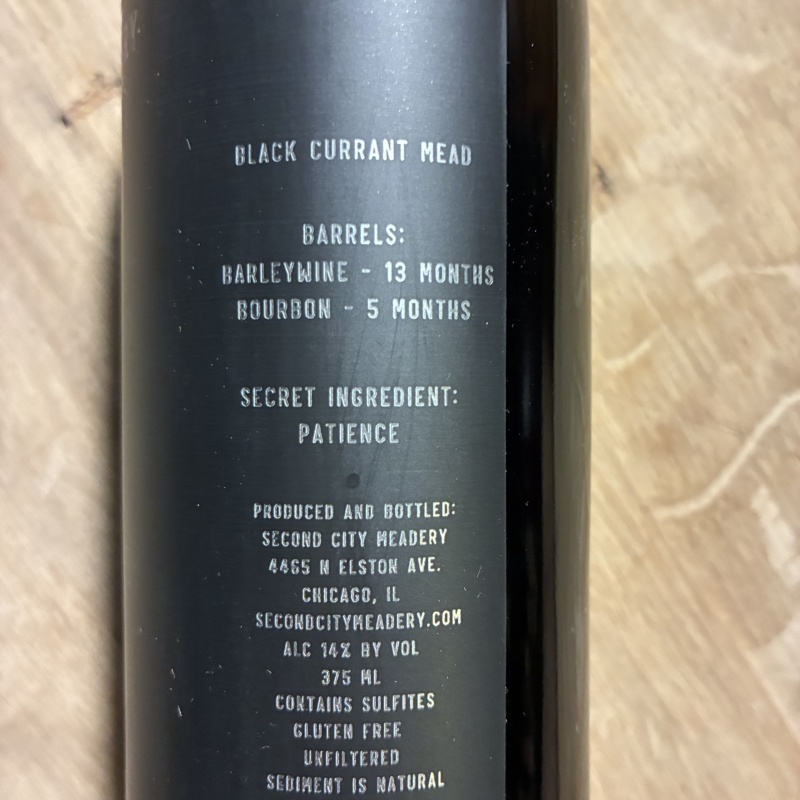 BLACK CURRANT MEAD
BARRELS:
BARLEYWINE - 13 MONTHS
BOURBON - 5 MONTHS
SECRET INGREDIENT:
PATIENCE
PRODUCED AND BOTTLED:
SECOND CITY MEADERY
4465 N ELSTON AVE.
CHICAGO, IL
SECONDCITYMEADERY.COM
ALC 14% BY VOL
375 ML
CONTAINS SULFITES
GLUTEN FREE
UNFILTERED
SEDIMENT IS NATURAL